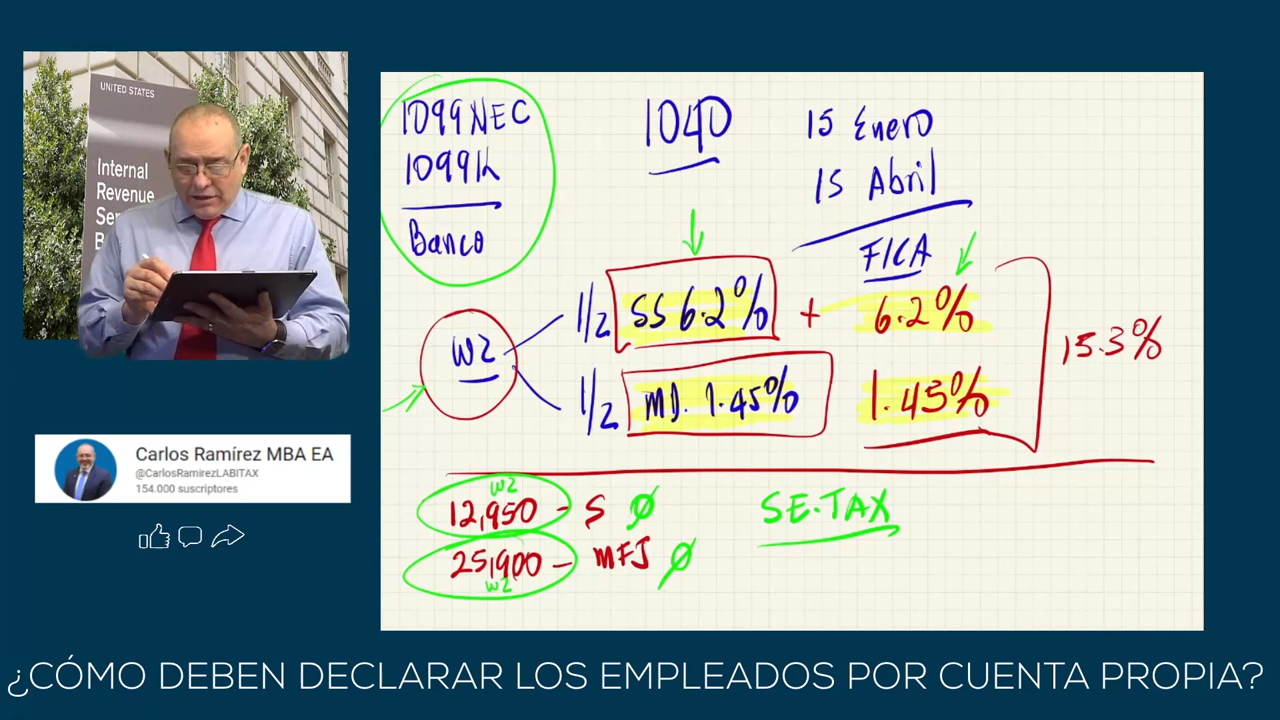 UNITED STATES
Internal
Revenue
1099NEC
1099K
Banco
1040
15 Enero
15 Abril
FICA
W2
1/2 SS 6.2% + 6.2%
1/2 MD. 1.45% 1.45%
15.3%
W2
12,950 - S Ø
25,900 - MFJ Ø
W2
SE.TAX
Carlos Ramírez MBA EA
@CarlosRamirezLABITAX
154.000 suscriptores
¿CÓMO DEBEN DECLARAR LOS EMPLEADOS POR CUENTA PROPIA?